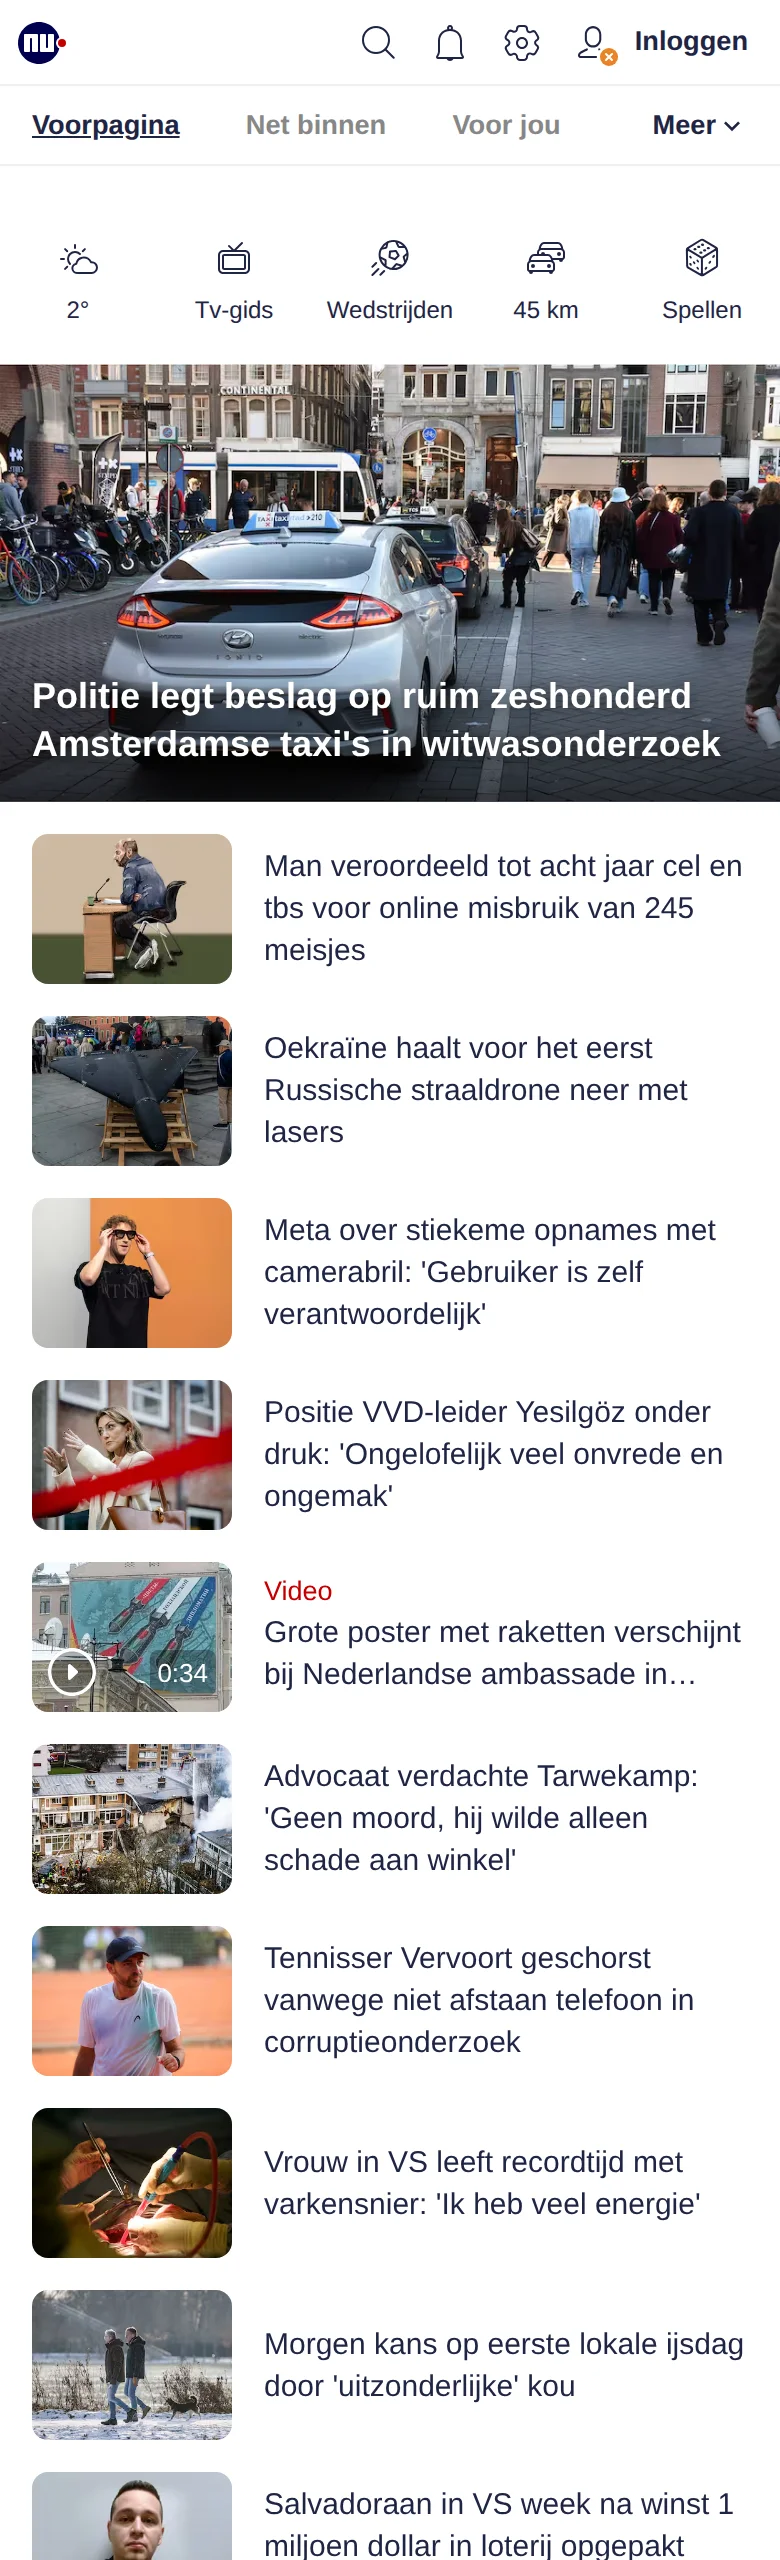 nu
Inloggen
Voorpagina
Net binnen
Voor jou
Meer
2°
Tv-gids
Wedstrijden
45 km
Spellen
CONTINENTAL
TAXI
Politie legt beslag op ruim zeshonderd
Amsterdamse taxi's in witwasonderzoek
Man veroordeeld tot acht jaar cel en
tbs voor online misbruik van 245
meisjes
Oekraïne haalt voor het eerst
Russische straaldrone neer met
lasers
Meta over stiekeme opnames met
camerabril: 'Gebruiker is zelf
verantwoordelijk'
Positie VVD-leider Yesilgöz onder
druk: 'Ongelofelijk veel onvrede en
ongemak'
Video
Grote poster met raketten verschijnt
bij Nederlandse ambassade in…
0:34
Advocaat verdachte Tarwekamp:
'Geen moord, hij wilde alleen
schade aan winkel'
Tennisser Vervoort geschorst
vanwege niet afstaan telefoon in
corruptieonderzoek
Vrouw in VS leeft recordtijd met
varkensnier: 'Ik heb veel energie'
Morgen kans op eerste lokale ijsdag
door 'uitzonderlijke' kou
Salvadoraan in VS week na winst 1
miljoen dollar in loterij opgepakt